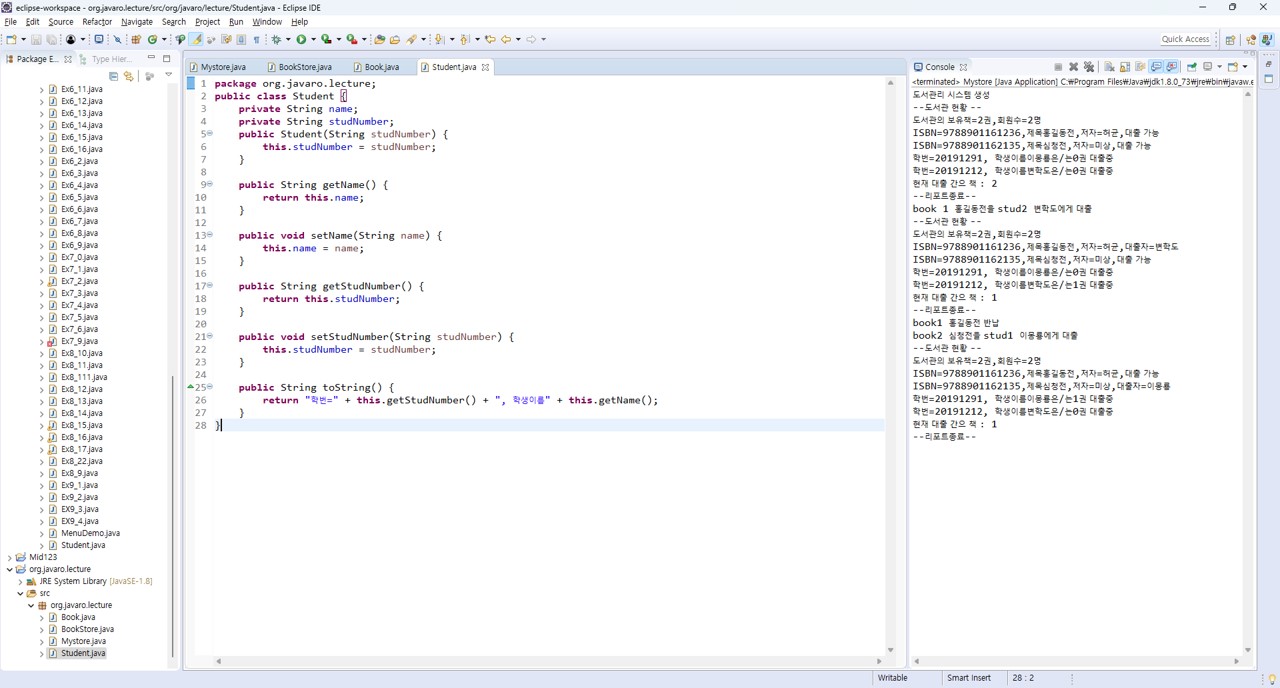 eclipse-workspace - org.javaro.lecture/src/org/javaro/lecture/Student.java - Eclipse IDE
File Edit Source Refactor Navigate Search Project Run Window Help
Quick Access
Package E... Type Hier...
Ex6_11.java
Ex6_12.java
Ex6_13.java
Ex6_14.java
Ex6_15.java
Ex6_16.java
Ex6_2.java
Ex6_3.java
Ex6_4.java
Ex6_5.java
Ex6_6.java
Ex6_7.java
Ex6_8.java
Ex6_9.java
Ex7_0.java
Ex7_1.java
Ex7_2.java
Ex7_3.java
Ex7_4.java
Ex7_5.java
Ex7_6.java
Ex7_9.java
Ex8_10.java
Ex8_11.java
Ex8_111.java
Ex8_12.java
Ex8_13.java
Ex8_14.java
Ex8_15.java
Ex8_16.java
Ex8_17.java
Ex8_22.java
Ex8_9.java
Ex9_1.java
Ex9_2.java
EX9_3.java
EX9_4.java
MenuDemo.java
Student.java
Mid123
org.javaro.lecture
JRE System Library [JavaSE-1.8]
src
org.javaro.lecture
Book.java
BookStore.java
Mystore.java
Student.java
Mystore.java BookStore.java Book.java Student.java
1 package org.javaro.lecture;
2 public class Student {
3 private String name;
4 private String studNumber;
5 public Student(String studNumber) {
6 this.studNumber = studNumber;
7 }
8
9 public String getName() {
10 return this.name;
11 }
12
13 public void setName(String name) {
14 this.name = name;
15 }
16
17 public String getStudNumber() {
18 return this.studNumber;
19 }
20
21 public void setStudNumber(String studNumber) {
22 this.studNumber = studNumber;
23 }
24
25 public String toString() {
26 return "학번=" + this.getStudNumber() + ", 학생이름" + this.getName();
27 }
28 }
Console
<terminated> Mystore [Java Application] C:₩Program Files₩Java₩jdk1.8.0_73₩jre₩bin₩javaw.e
도서관리 시스템 생성
--도서관 현황 --
도서관의 보유책=2권,회원수=2명
ISBN=9788901161236,제목홍길동전,저자=허균,대출 가능
ISBN=9788901162135,제목심청전,저자=미상,대출 가능
학번=20191291, 학생이름이몽룡은/는0권 대출중
학번=20191212, 학생이름변학도은/는0권 대출중
현재 대출 간으 책 : 2
--리포트종료--
book 1 홍길동전을 stud2 변학도에게 대출
--도서관 현황 --
도서관의 보유책=2권,회원수=2명
ISBN=9788901161236,제목홍길동전,저자=허균,대출자=변학도
ISBN=9788901162135,제목심청전,저자=미상,대출 가능
학번=20191291, 학생이름이몽룡은/는0권 대출중
학번=20191212, 학생이름변학도은/는1권 대출중
현재 대출 간으 책 : 1
--리포트종료--
book1 홍길동전 반납
book2 심청전을 stud1 이몽룡에게 대출
--도서관 현황 --
도서관의 보유책=2권,회원수=2명
ISBN=9788901161236,제목홍길동전,저자=허균,대출 가능
ISBN=9788901162135,제목심청전,저자=미상,대출자=이몽룡
학번=20191291, 학생이름이몽룡은/는1권 대출중
학번=20191212, 학생이름변학도은/는0권 대출중
현재 대출 간으 책 : 1
--리포트종료--
Writable Smart Insert 28 : 2